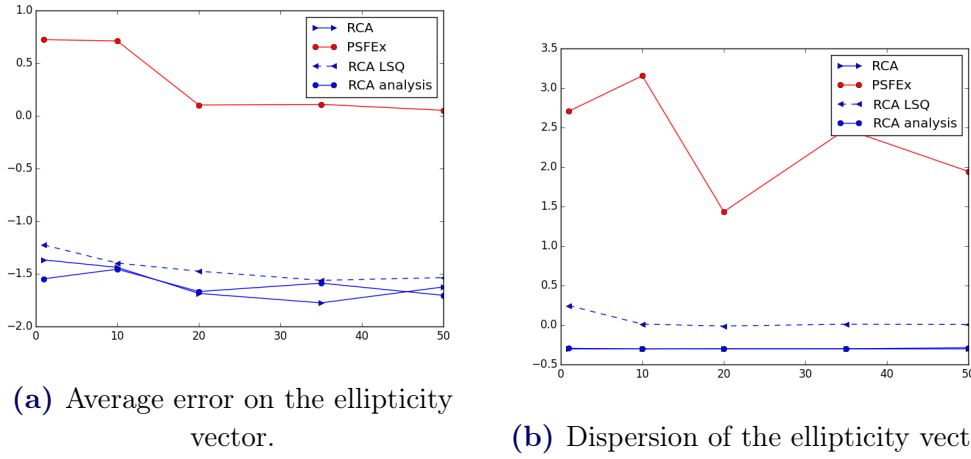 1.0
0.5
0.0
−0.5
−1.0
−1.5
−2.0
0 10 20 30 40 50
RCA
PSFEx
RCA LSQ
RCA analysis
(a) Average error on the ellipticity
vector.
3.5
3.0
2.5
2.0
1.5
1.0
0.5
0.0
−0.5
0 10 20 30 40 50
RCA
PSFEx
RCA LSQ
RCA analysis
(b) Dispersion of the ellipticity vect